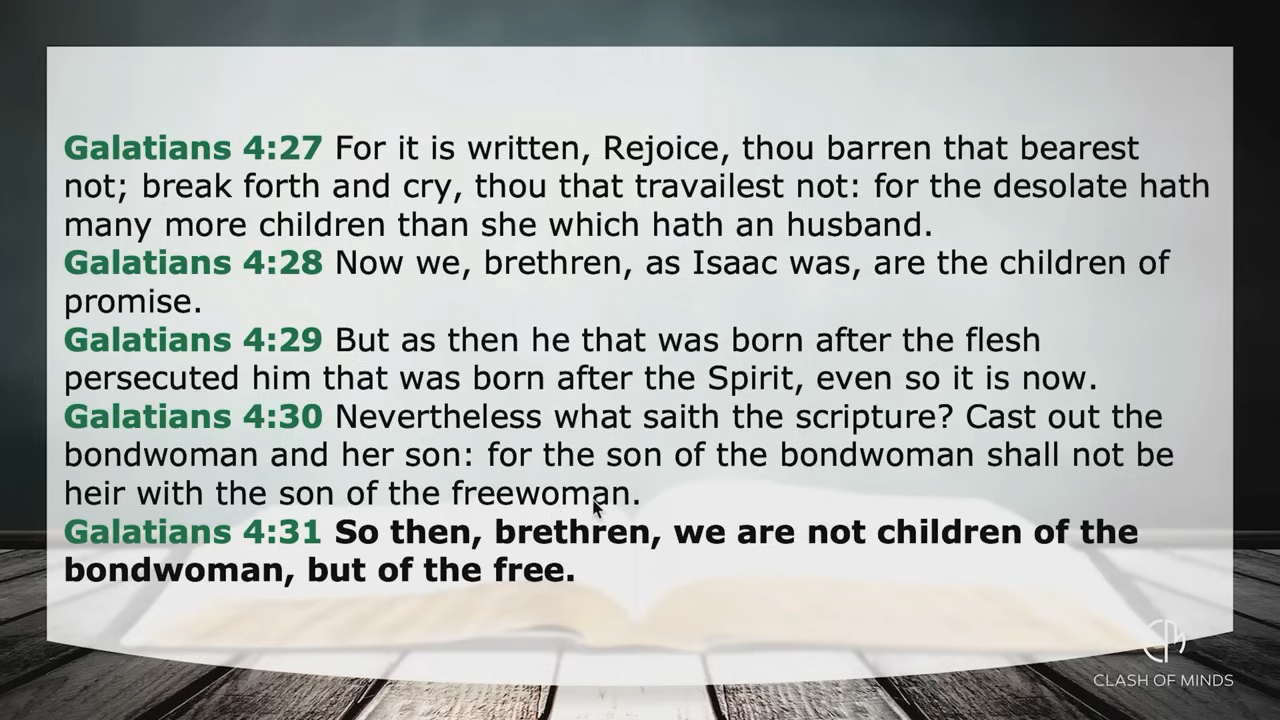 Galatians 4:27 For it is written, Rejoice, thou barren that bearest
not; break forth and cry, thou that travailest not: for the desolate hath
many more children than she which hath an husband.
Galatians 4:28 Now we, brethren, as Isaac was, are the children of
promise.
Galatians 4:29 But as then he that was born after the flesh
persecuted him that was born after the Spirit, even so it is now.
Galatians 4:30 Nevertheless what saith the scripture? Cast out the
bondwoman and her son: for the son of the bondwoman shall not be
heir with the son of the freewoman.
Galatians 4:31 So then, brethren, we are not children of the
bondwoman, but of the free.
CLASH OF MINDS